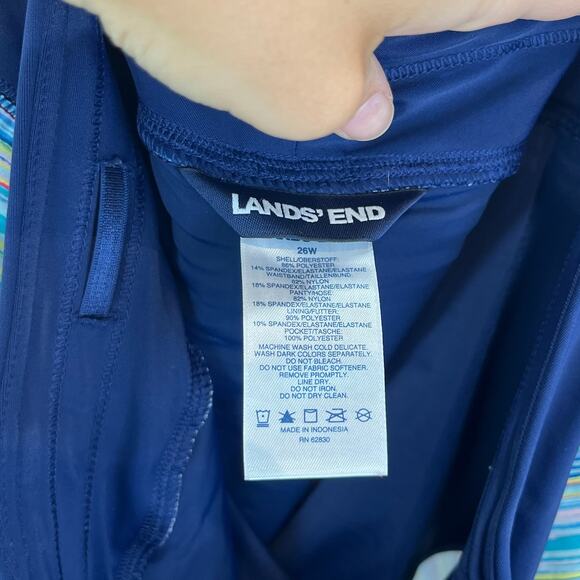 LANDS' END
26W
SHELL/OBERSTOFF:
86% POLYESTER
14% SPANDEX/ELASTANE/ELASTANE
WAISTBAND/TAILLENBUND:
82% NYLON
18% SPANDEX/ELASTANE/ELASTANE
PANTY/HOSE:
82% NYLON
18% SPANDEX/ELASTANE/ELASTANE
LINING/FUTTER:
90% POLYESTER
10% SPANDEX/ELASTANE/ELASTANE
POCKET/TASCHE:
100% POLYESTER
MACHINE WASH COLD DELICATE.
WASH DARK COLORS SEPARATELY.
DO NOT BLEACH.
DO NOT USE FABRIC SOFTENER.
REMOVE PROMPTLY.
LINE DRY.
DO NOT IRON.
DO NOT DRY CLEAN.
MADE IN INDONESIA
RN 62830